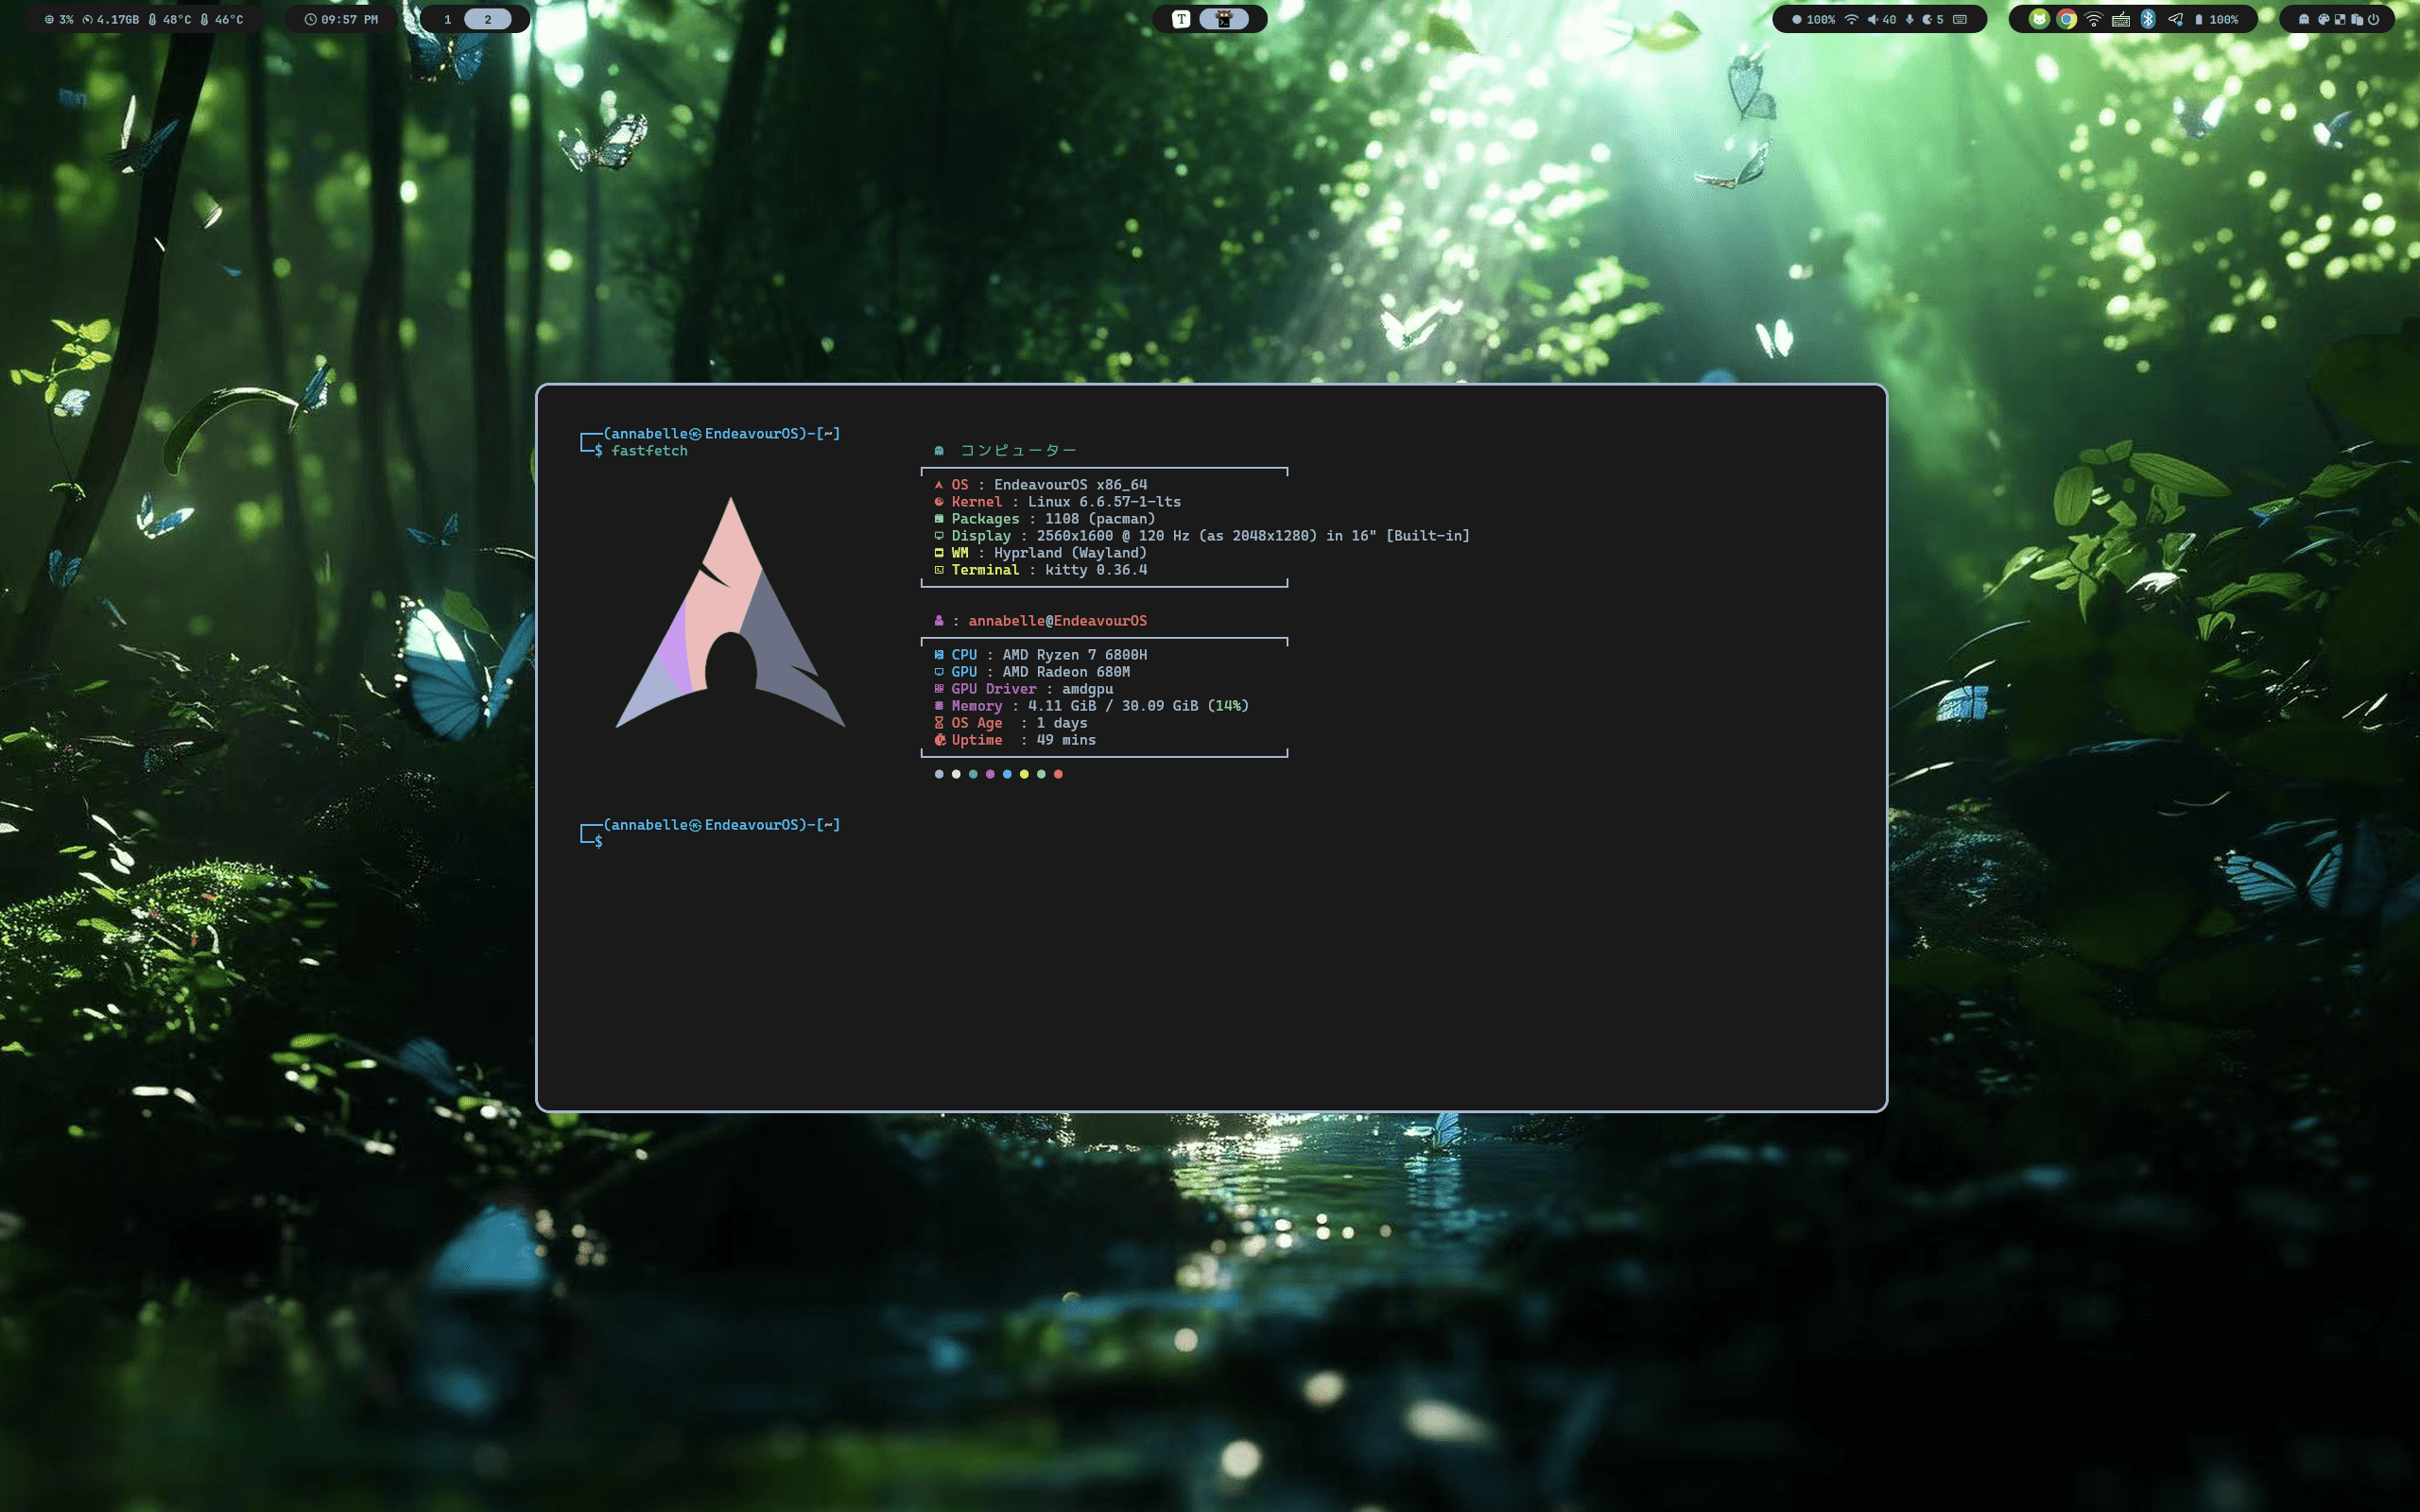 3% 4.17GB 48°C 46°C
09:57 PM
1 2
T
100% 40 5
100%
┌──(annabelle㉿EndeavourOS)-[~]
└─$ fastfetch
コンピューター
OS : EndeavourOS x86_64
Kernel : Linux 6.6.57-1-lts
Packages : 1108 (pacman)
Display : 2560x1600 @ 120 Hz (as 2048x1280) in 16" [Built-in]
WM : Hyprland (Wayland)
Terminal : kitty 0.36.4
: annabelle@EndeavourOS
CPU : AMD Ryzen 7 6800H
GPU : AMD Radeon 680M
GPU Driver : amdgpu
Memory : 4.11 GiB / 30.09 GiB (14%)
OS Age : 1 days
Uptime : 49 mins
┌──(annabelle㉿EndeavourOS)-[~]
└─$